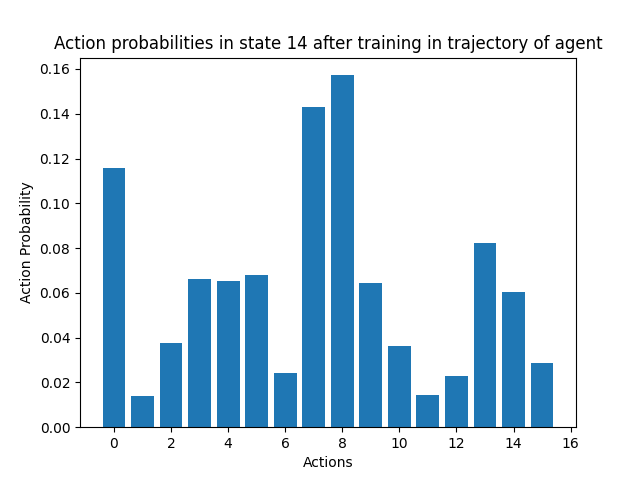 Action probabilities in state 14 after training in trajectory of agent
0.16
0.14
0.12
0.10
0.08
0.06
0.04
0.02
0.00
Action Probability
0 2 4 6 8 10 12 14 16
Actions